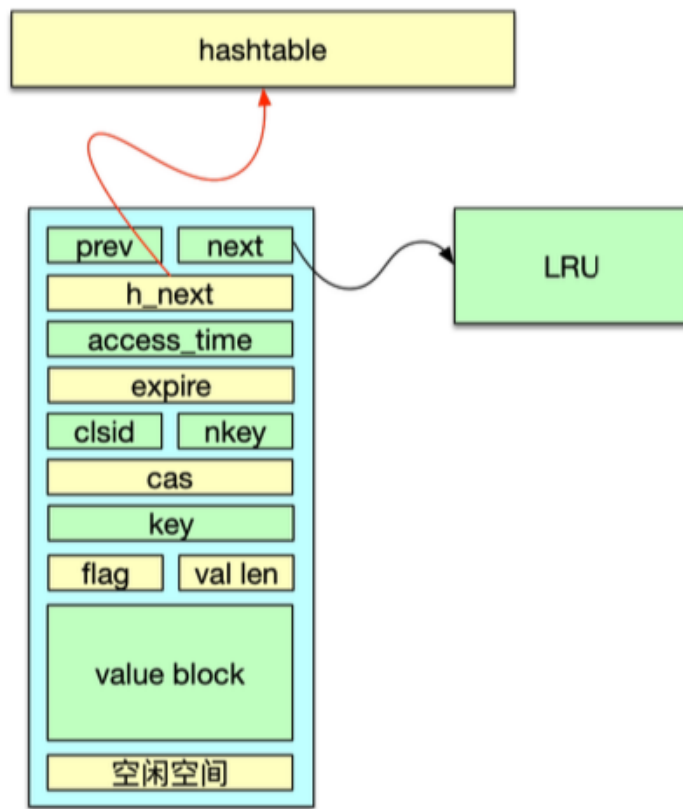 hashtable
prev next
LRU
h_next
access_time
expire
clsid nkey
cas
key
flag val len
value block
空闲空间